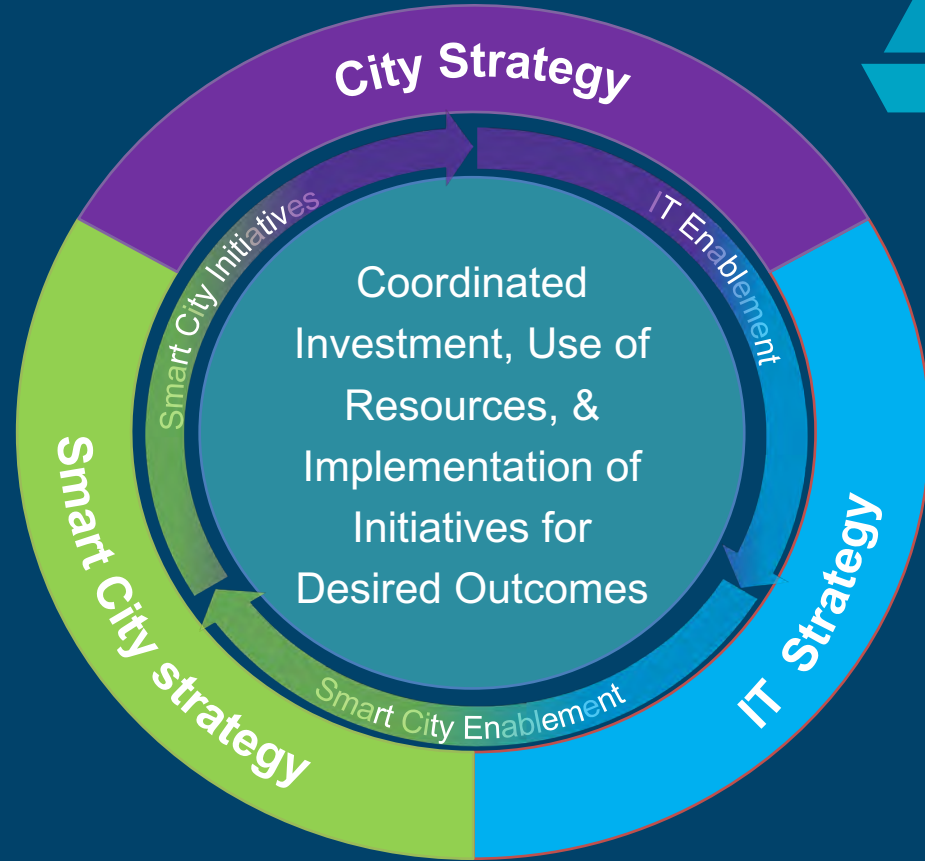 City Strategy
Smart City Initiatives
IT Enablement
Coordinated
Investment, Use of
Resources, &
Implementation of
Initiatives for
Desired Outcomes
Smart City strategy
IT Strategy
Smart City Enablement